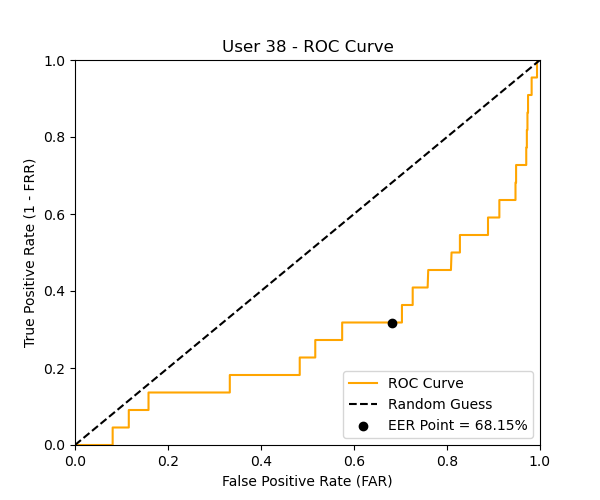 User 38 - ROC Curve
True Positive Rate (1 - FRR)
1.0
0.8
0.6
0.4
0.2
0.0
ROC Curve
Random Guess
EER Point = 68.15%
0.0 0.2 0.4 0.6 0.8 1.0
False Positive Rate (FAR)